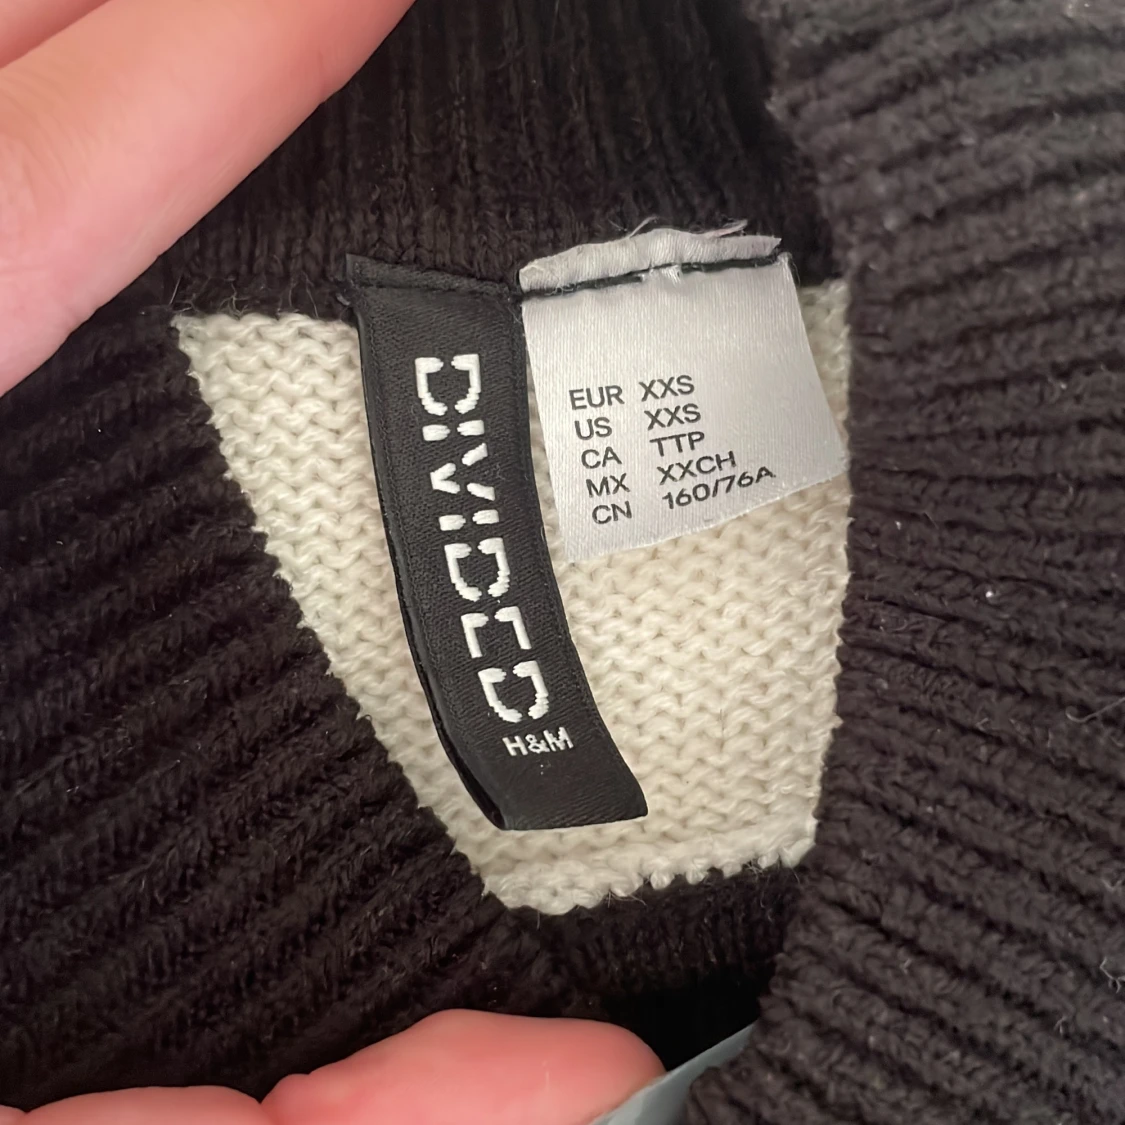 DIVIDED
H&M
EUR XXS
US XXS
CA TTP
MX XXCH
CN 160/76A